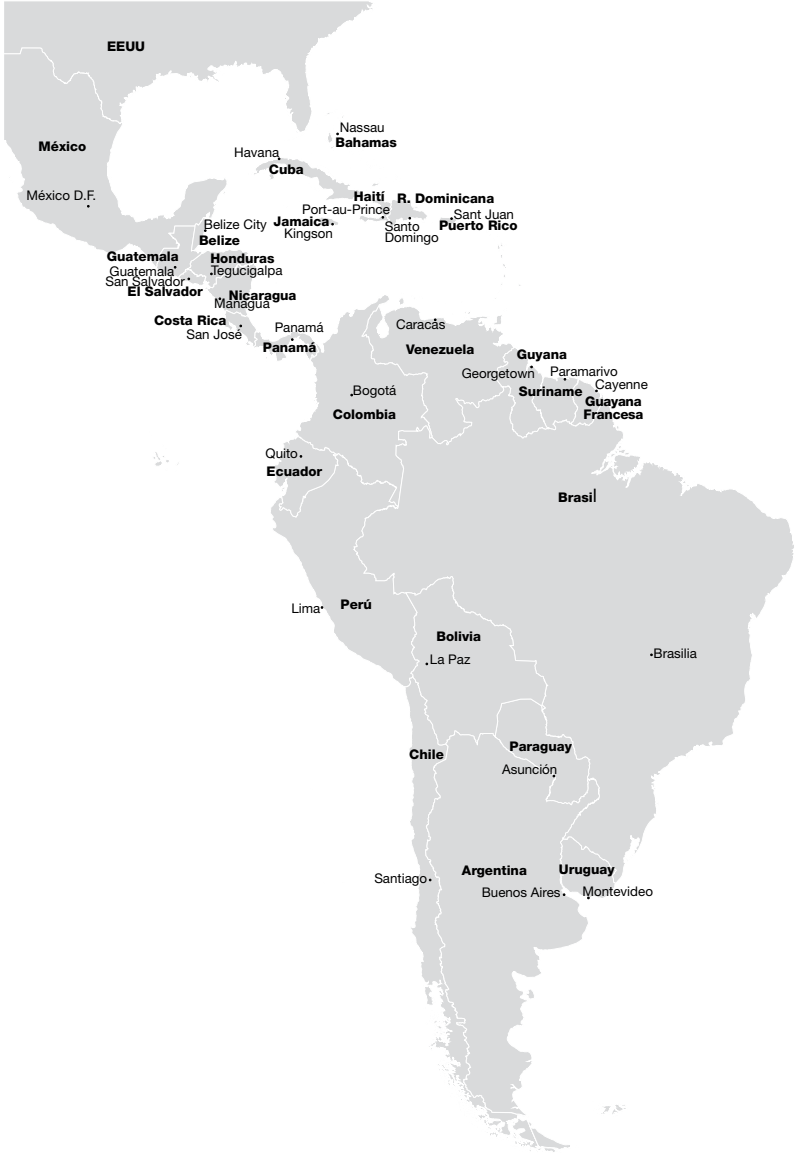 EEUU
Nassau
Bahamas
México
Havana
Cuba
México D.F.
Haití
R. Dominicana
Port-au-Prince
Sant Juan
Puerto Rico
Jamaica
Kingson
Santo
Domingo
Belize City
Belize
Guatemala
Guatemala
Honduras
Tegucigalpa
San Salvador
El Salvador
Nicaragua
Managua
Costa Rica
San José
Panamá
Panamá
Caracas
Venezuela
Guyana
Georgetown
Paramarivo
Suriname
Cayenne
Guayana
Francesa
Bogotá
Colombia
Quito
Ecuador
Brasil
Lima
Perú
Bolivia
La Paz
Brasilia
Chile
Paraguay
Asunción
Santiago
Argentina
Uruguay
Buenos Aires
Montevideo